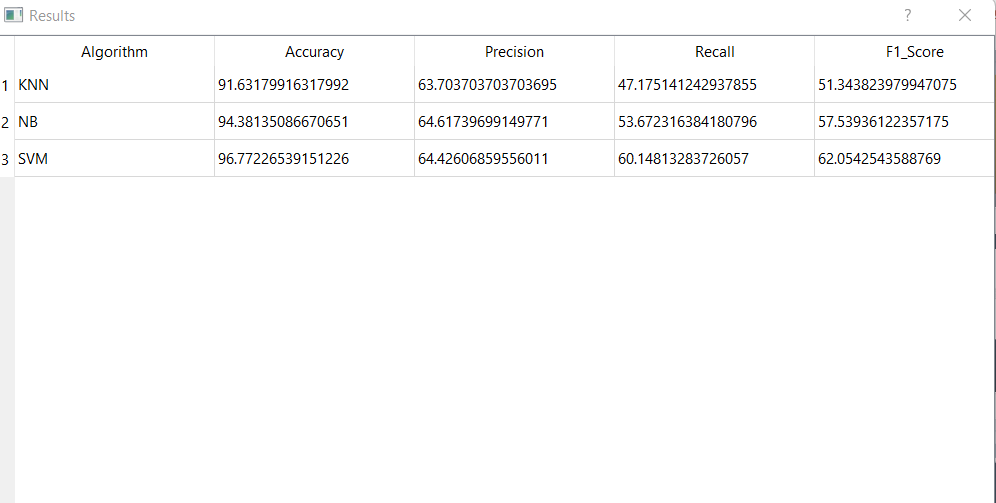 Results ?
Algorithm Accuracy Precision Recall F1_Score
1 KNN 91.63179916317992 63.703703703703695 47.175141242937855 51.343823979947075
2 NB 94.38135086670651 64.61739699149771 53.672316384180796 57.53936122357175
3 SVM 96.77226539151226 64.42606859556011 60.14813283726057 62.0542543588769